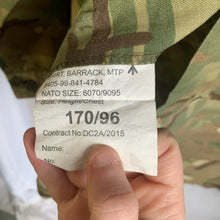 RT. BARRACK, MTP
8405-99-841-4784
NATO SIZE: 6070/9095
SIZE: Height/Chest
170/96
Contract No:DC2A/2015
Name:
No.